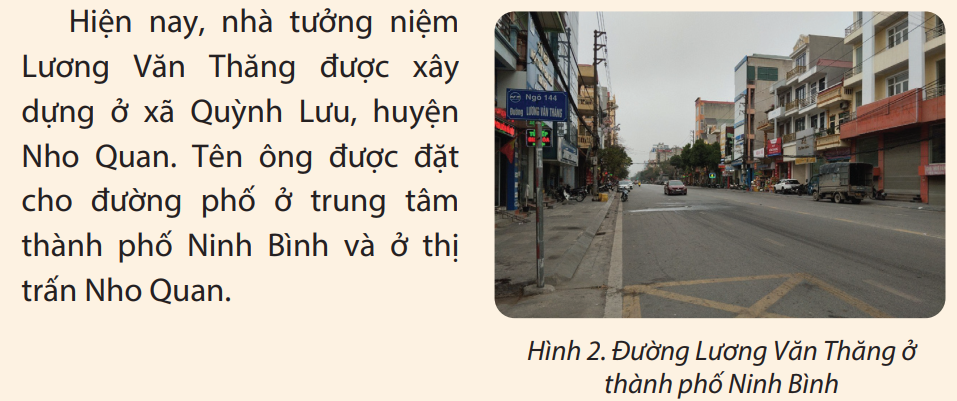 Hiện nay, nhà tưởng niệm
Lương Văn Thăng được xây
dựng ở xã Quỳnh Lưu, huyện
Nho Quan. Tên ông được đặt
cho đường phố ở trung tâm
thành phố Ninh Bình và ở thị
trấn Nho Quan.
Ngõ 144
Đường LƯƠNG VĂN THĂNG
Hình 2. Đường Lương Văn Thăng ở
thành phố Ninh Bình